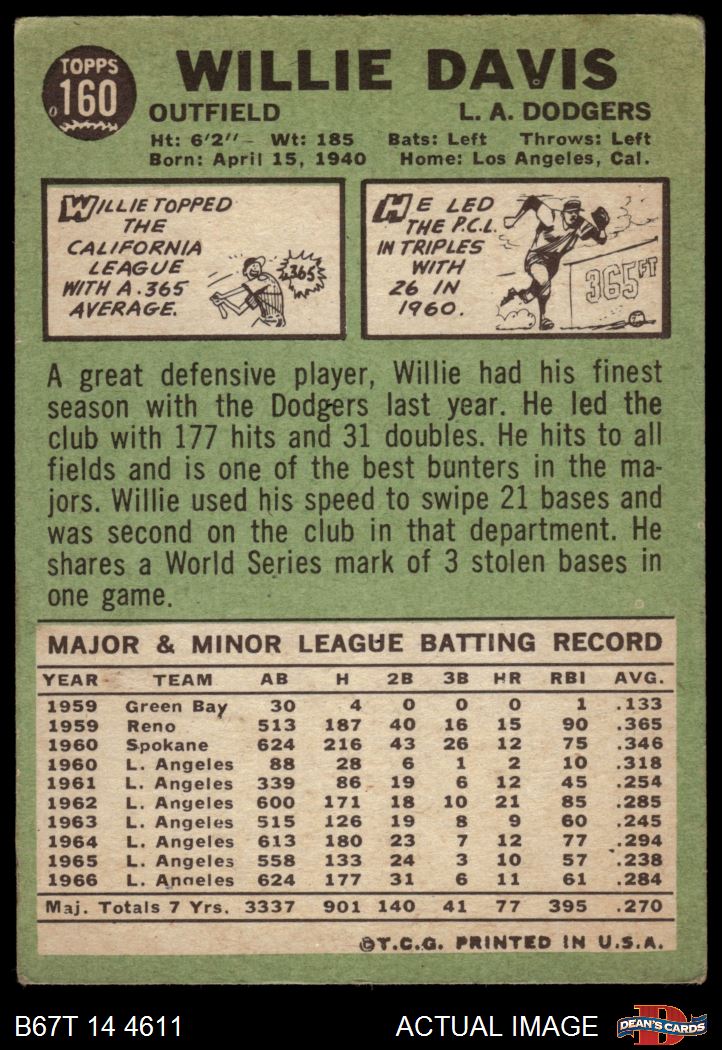 TOPPS
160
WILLIE DAVIS
OUTFIELD L. A. DODGERS
Ht: 6'2" Wt: 185 Bats: Left Throws: Left
Born: April 15, 1940 Home: Los Angeles, Cal.
WILLIE TOPPED
THE
CALIFORNIA
LEAGUE
WITH A .365
AVERAGE.
.365
HE LED
THE P.C.L.
IN TRIPLES
WITH
26 IN
1960.
365 FT
A great defensive player, Willie had his finest
season with the Dodgers last year. He led the
club with 177 hits and 31 doubles. He hits to all
fields and is one of the best bunters in the ma-
jors. Willie used his speed to swipe 21 bases and
was second on the club in that department. He
shares a World Series mark of 3 stolen bases in
one game.
MAJOR & MINOR LEAGUE BATTING RECORD
YEAR TEAM AB H 2B 3B HR RBI AVG.
1959 Green Bay 30 4 0 0 0 1 .133
1959 Reno 513 187 40 16 15 90 .365
1960 Spokane 624 216 43 26 12 75 .346
1960 L. Angeles 88 28 6 1 2 10 .318
1961 L. Angeles 339 86 19 6 12 45 .254
1962 L. Angeles 600 171 18 10 21 85 .285
1963 L. Angeles 515 126 19 8 9 60 .245
1964 L. Angeles 613 180 23 7 12 77 .294
1965 L. Angeles 558 133 24 3 10 57 .238
1966 L. Angeles 624 177 31 6 11 61 .284
Maj. Totals 7 Yrs. 3337 901 140 41 77 395 .270
©T.C.G. PRINTED IN U.S.A.
B67T 14 4611 ACTUAL IMAGE D DEAN'S CARDS